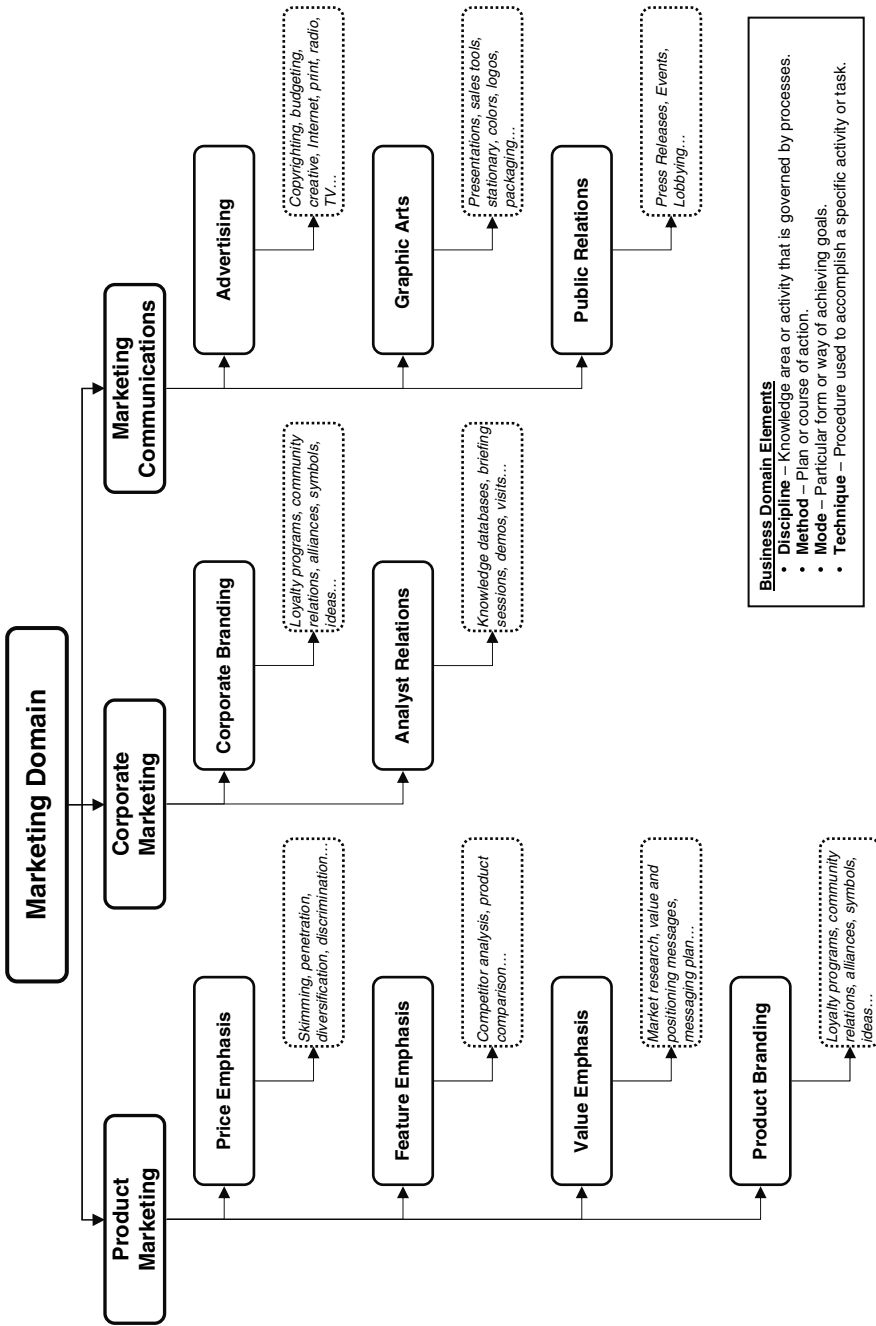 Marketing Domain
Product
Marketing
Price Emphasis
Skimming, penetration,
diversification, discrimination…
Feature Emphasis
Competitor analysis, product
comparison…
Value Emphasis
Market research, value and
positioning messages,
messaging plan…
Product Branding
Loyalty programs, community
relations, alliances, symbols,
ideas…
Corporate
Marketing
Corporate Branding
Loyalty programs, community
relations, alliances, symbols,
ideas…
Analyst Relations
Knowledge databases, briefing
sessions, demos, visits…
Marketing
Communications
Advertising
Copyrighting, budgeting,
creative, Internet, print, radio,
TV…
Graphic Arts
Presentations, sales tools,
stationary, colors, logos,
packaging…
Public Relations
Press Releases, Events,
Lobbying…
Business Domain Elements
• Discipline – Knowledge area or activity that is governed by processes.
• Method – Plan or course of action.
• Mode – Particular form or way of achieving goals.
• Technique – Procedure used to accomplish a specific activity or task.